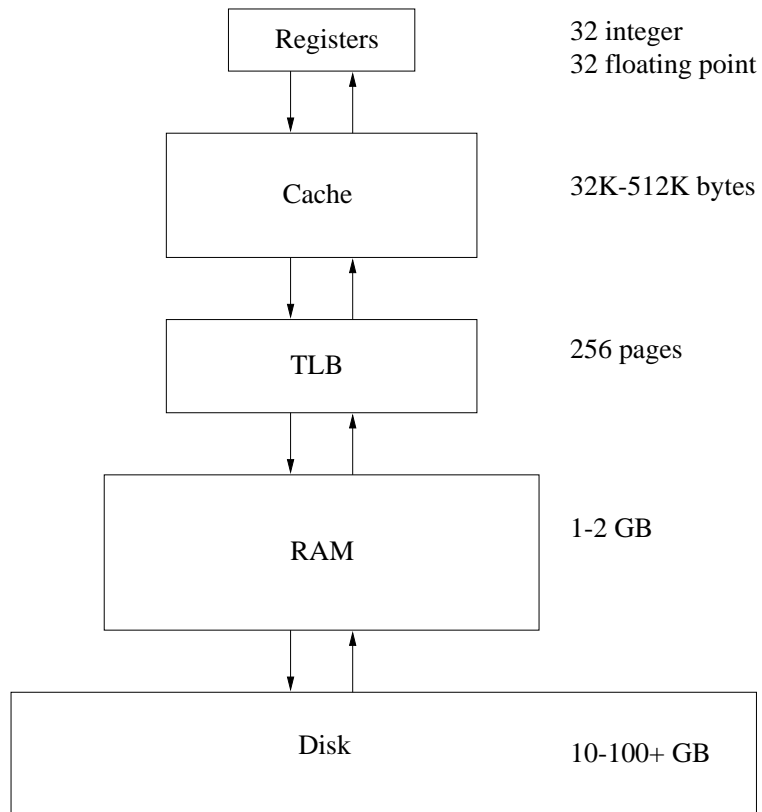 Registers
32 integer
32 floating point
Cache
32K-512K bytes
TLB
256 pages
RAM
1-2 GB
Disk
10-100+ GB